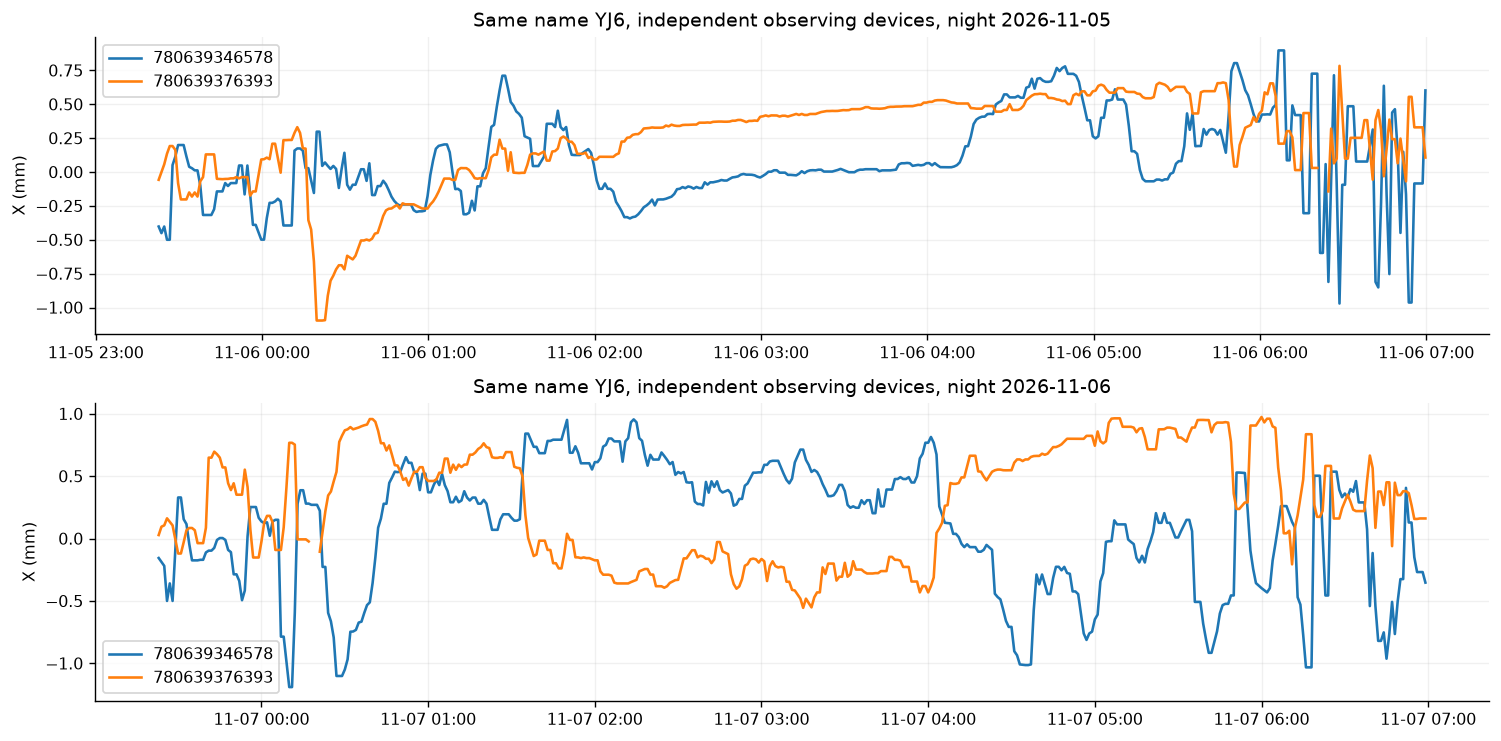 Same name YJ6, independent observing devices, night 2026-11-05
X (mm)
0.75
0.50
0.25
0.00
−0.25
−0.50
−0.75
−1.00
780639346578
780639376393
11-05 23:00 11-06 00:00 11-06 01:00 11-06 02:00 11-06 03:00 11-06 04:00 11-06 05:00 11-06 06:00 11-06 07:00
Same name YJ6, independent observing devices, night 2026-11-06
X (mm)
1.0
0.5
0.0
−0.5
−1.0
780639346578
780639376393
11-07 00:00 11-07 01:00 11-07 02:00 11-07 03:00 11-07 04:00 11-07 05:00 11-07 06:00 11-07 07:00